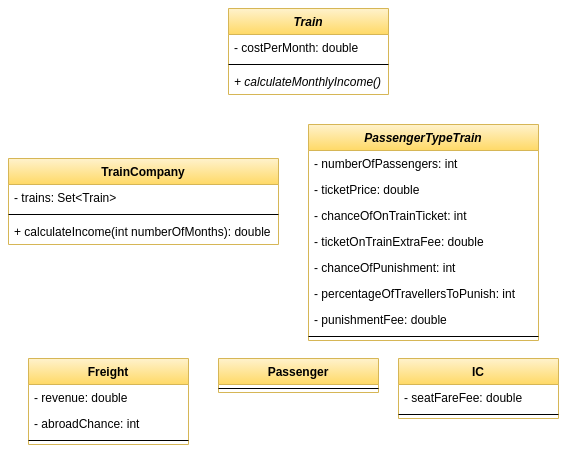 Train
- costPerMonth: double
+ calculateMonthlyIncome()
PassengerTypeTrain
- numberOfPassengers: int
- ticketPrice: double
- chanceOfOnTrainTicket: int
- ticketOnTrainExtraFee: double
- chanceOfPunishment: int
- percentageOfTravellersToPunish: int
- punishmentFee: double
TrainCompany
- trains: Set<Train>
+ calculateIncome(int numberOfMonths): double
Freight
- revenue: double
- abroadChance: int
Passenger
IC
- seatFareFee: double